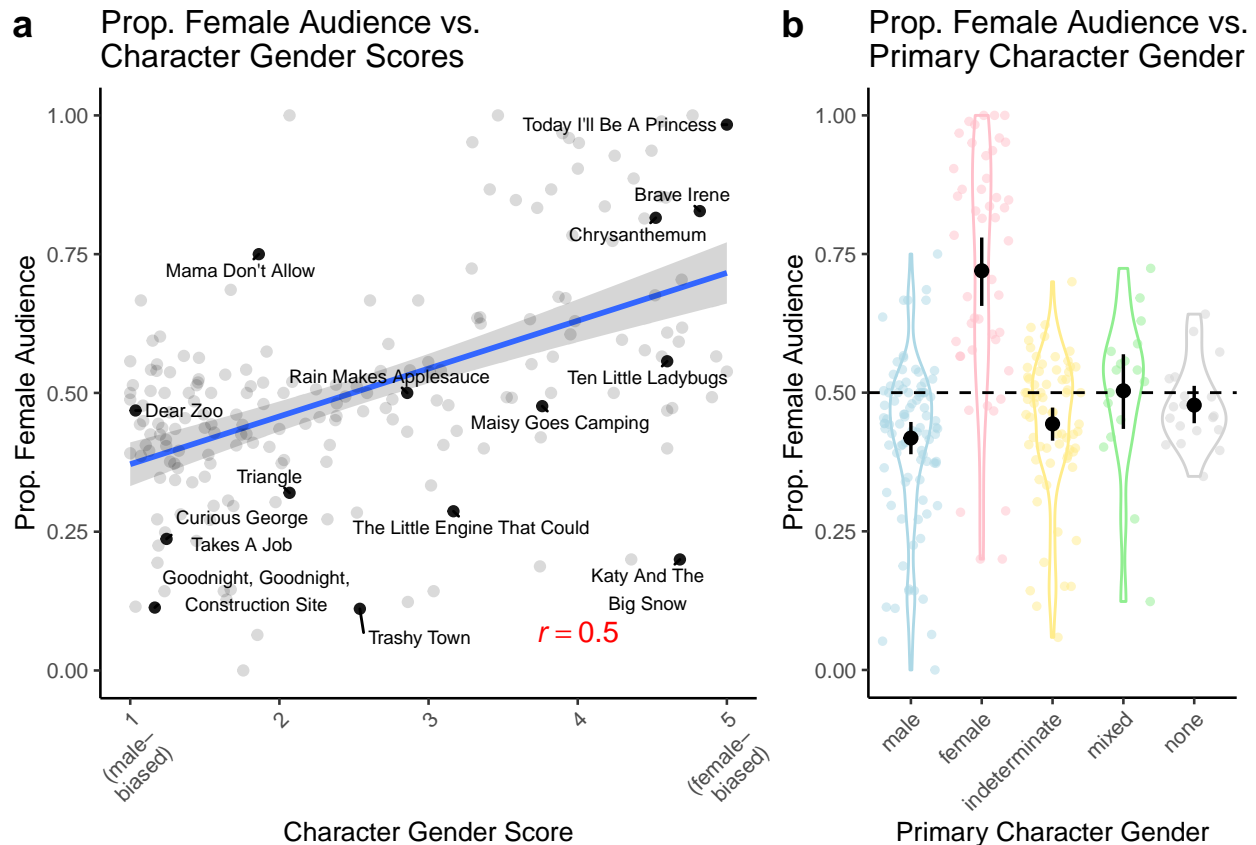 a
Prop. Female Audience vs.
Character Gender Scores
Prop. Female Audience
1.00
0.75
0.50
0.25
0.00
Today I'll Be A Princess
Brave Irene
Chrysanthemum
Mama Don't Allow
Rain Makes Applesauce
Ten Little Ladybugs
Dear Zoo
Maisy Goes Camping
Triangle
Curious George
Takes A Job
The Little Engine That Could
Goodnight, Goodnight,
Construction Site
Katy And The
Big Snow
Trashy Town
r = 0.5
1
(male–
biased)
2
3
4
5
(female–
biased)
Character Gender Score
b
Prop. Female Audience vs.
Primary Character Gender
Prop. Female Audience
1.00
0.75
0.50
0.25
0.00
male
female
indeterminate
mixed
none
Primary Character Gender